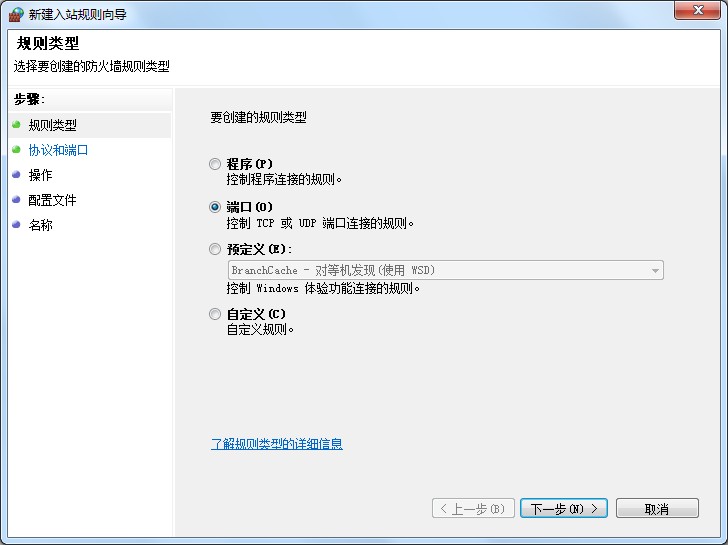 新建入站规则向导
规则类型
选择要创建的防火墙规则类型
步骤:
规则类型
协议和端口
操作
配置文件
名称
要创建的规则类型
程序(P)
控制程序连接的规则。
端口(O)
控制 TCP 或 UDP 端口连接的规则。
预定义(E):
BranchCache - 对等机发现(使用 WSD)
控制 Windows 体验功能连接的规则。
自定义(C)
自定义规则。
了解规则类型的详细信息
< 上一步(B)
下一步(N) >
取消